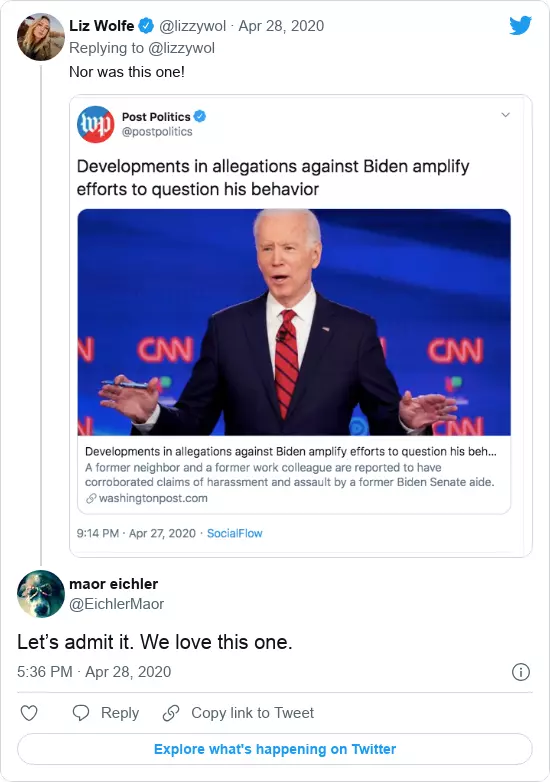 Liz Wolfe @lizzywol · Apr 28, 2020
Replying to @lizzywol
Nor was this one!
wp
Post Politics
@postpolitics
Developments in allegations against Biden amplify
efforts to question his behavior
N CNN CNN
N CNN
Developments in allegations against Biden amplify efforts to question his beh...
A former neighbor and a former work colleague are reported to have
corroborated claims of harassment and assault by a former Biden Senate aide.
washingtonpost.com
9:14 PM · Apr 27, 2020 · SocialFlow
maor eichler
@EichlerMaor
Let’s admit it. We love this one.
5:36 PM · Apr 28, 2020
Reply Copy link to Tweet
Explore what's happening on Twitter